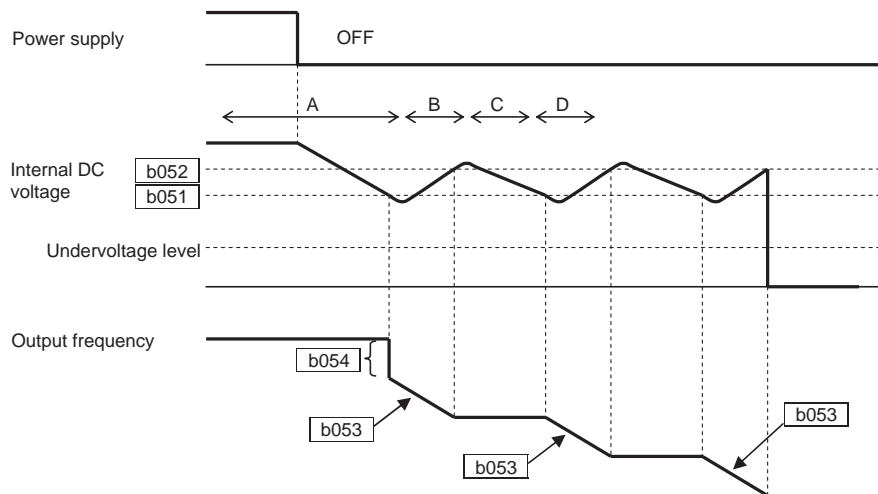 Power supply
OFF
A
B
C
D
Internal DC
voltage
b052
b051
Undervoltage level
Output frequency
b054
b053
b053
b053